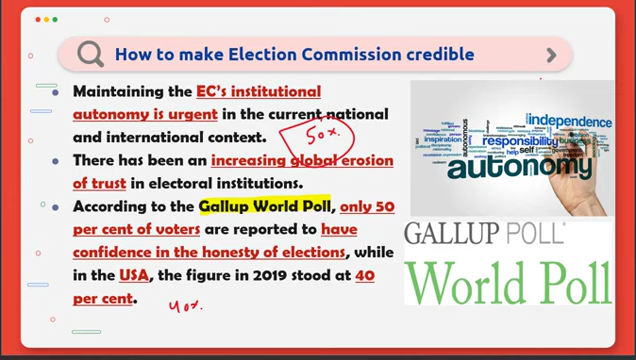 How to make Election Commission credible
Maintaining the EC's institutional
autonomy is urgent in the current national
and international context.
50%.
There has been an increasing global erosion
of trust in electoral institutions.
According to the Gallup World Poll, only 50
per cent of voters are reported to have
confidence in the honesty of elections, while
in the USA, the figure in 2019 stood at 40
per cent.
40%.
independence
inspiration
responsibility
help self
autonomous
autonomy
GALLUP POLL
World Poll